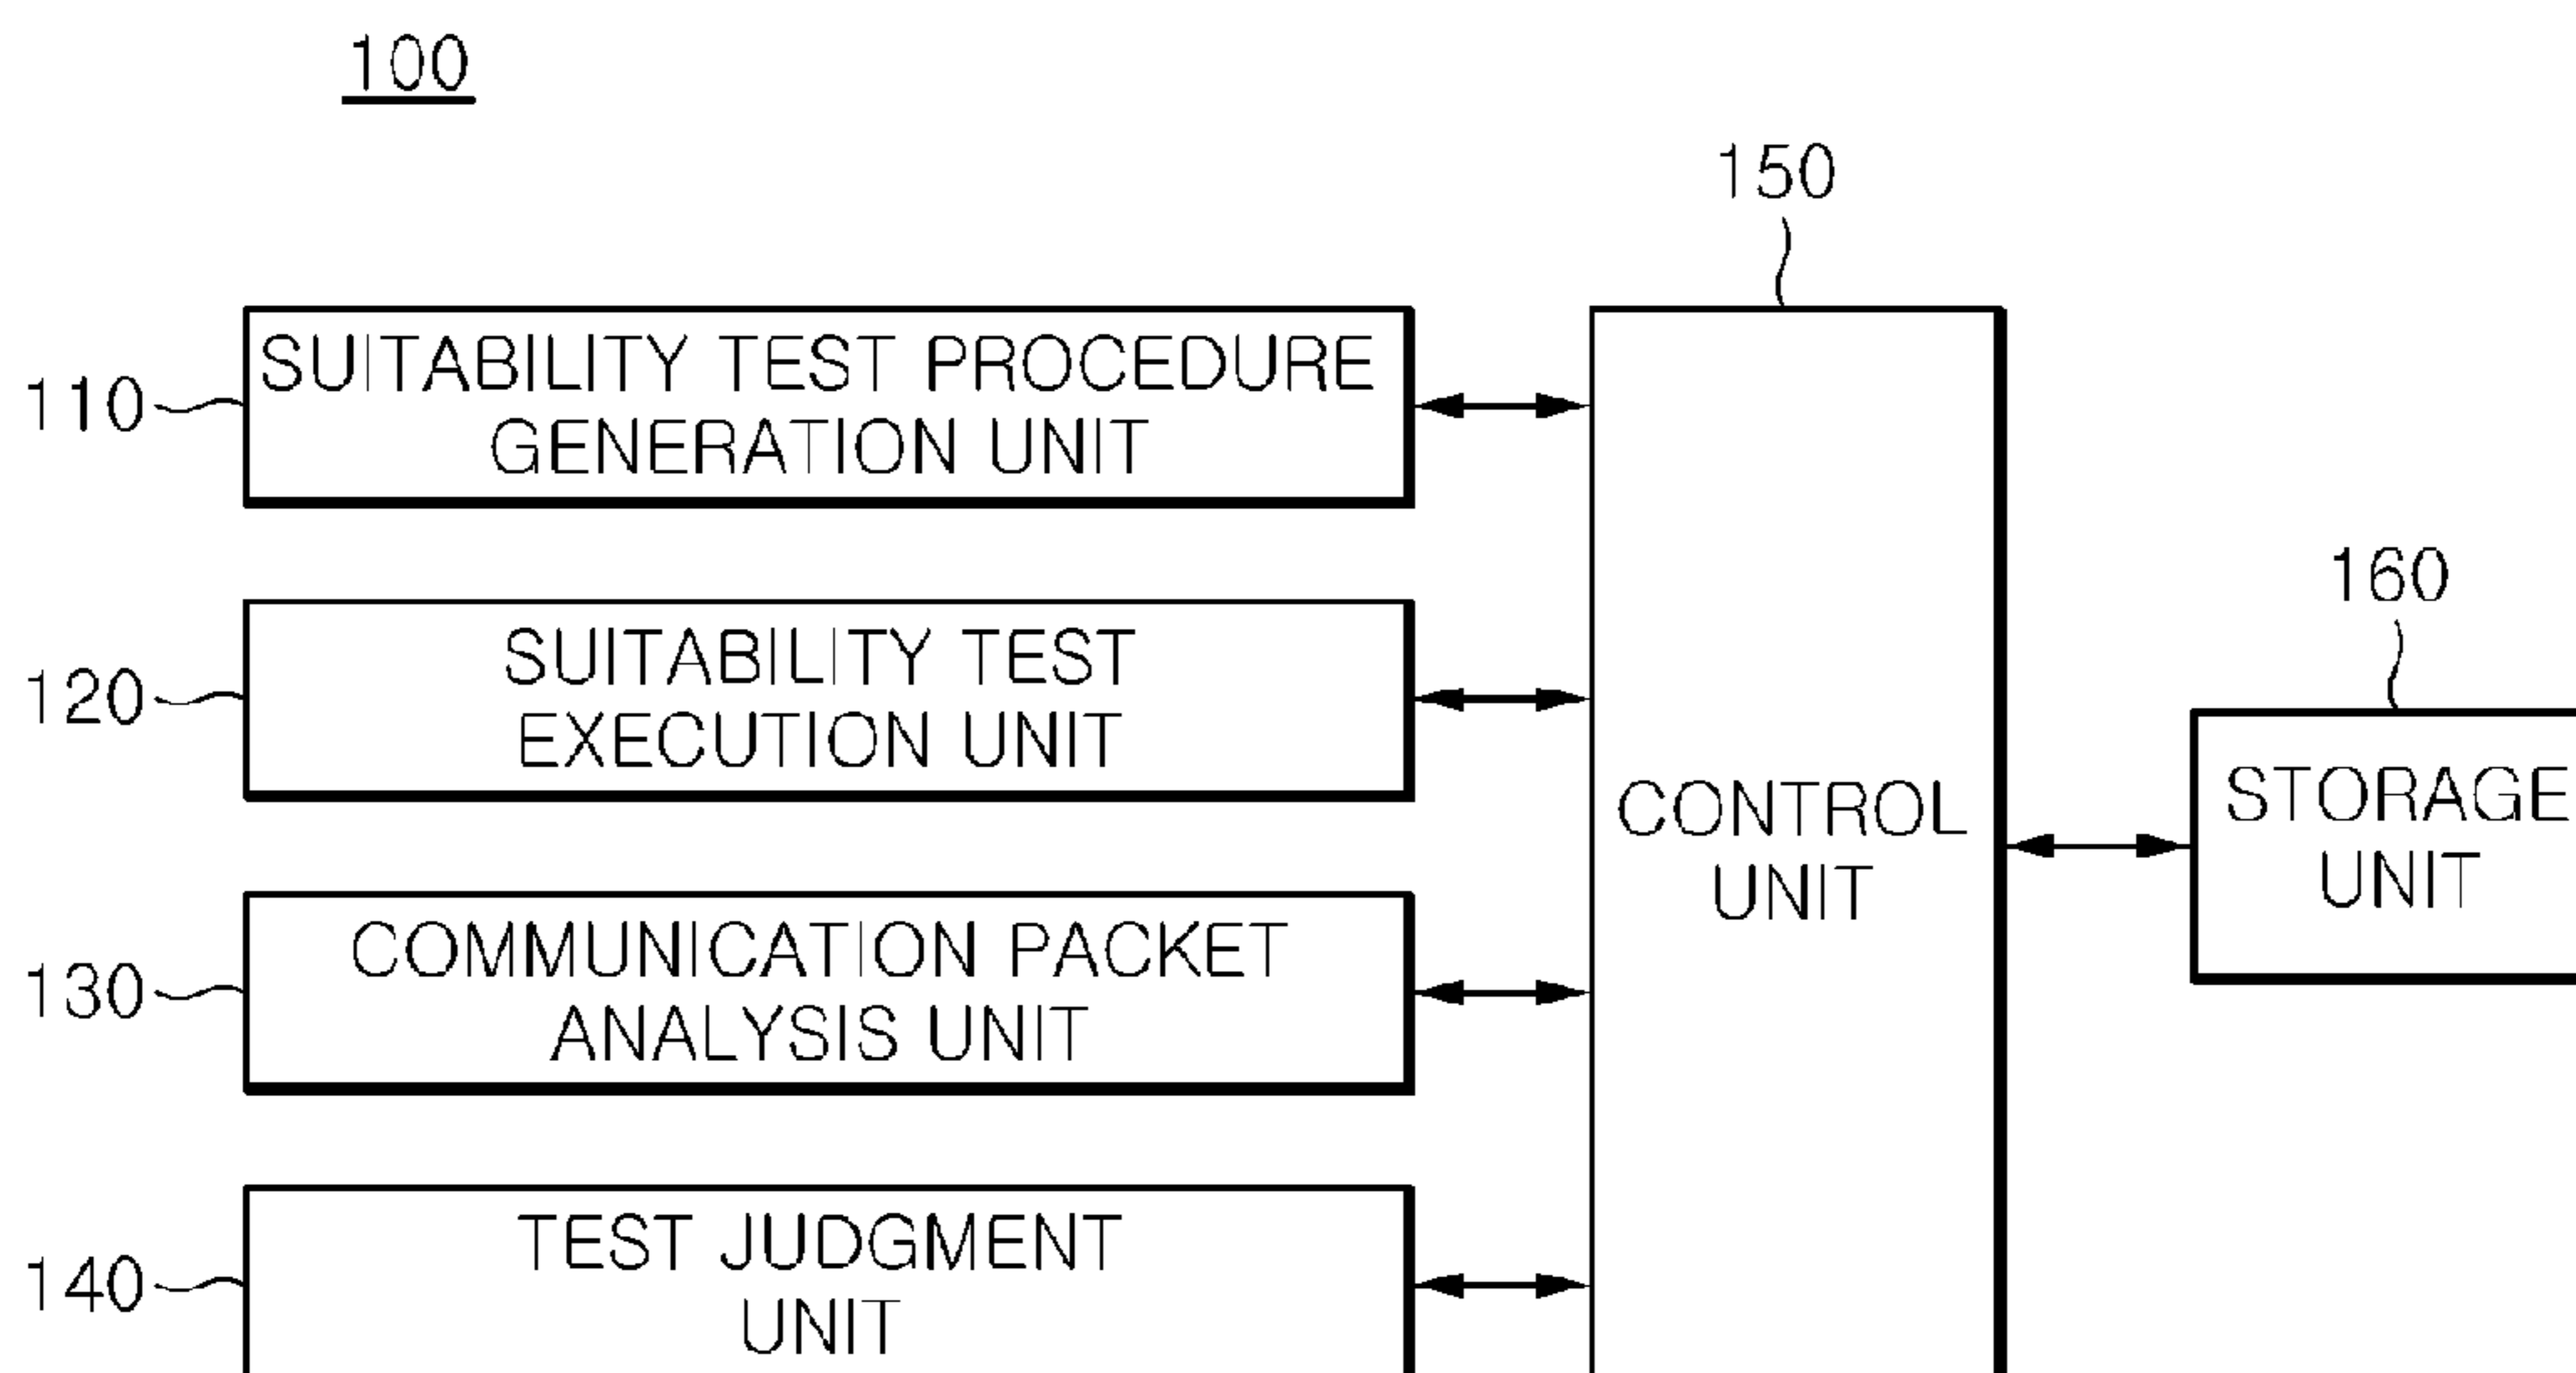 100
150
110
SUITABILITY TEST PROCEDURE
GENERATION UNIT
160
120
SUITABILITY TEST
EXECUTION UNIT
CONTROL
UNIT
STORAGE
UNIT
130
COMMUNICATION PACKET
ANALYSIS UNIT
140
TEST JUDGMENT
UNIT